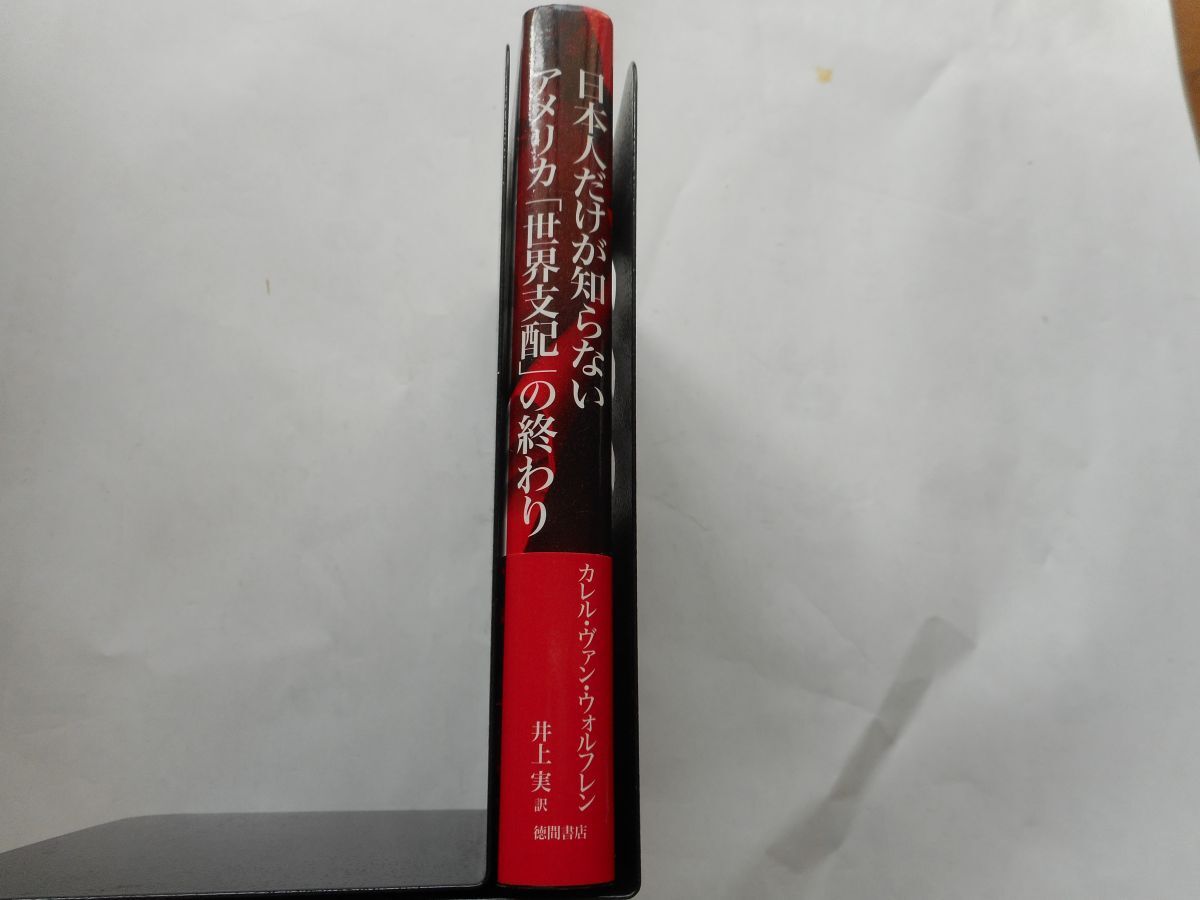 日本人だけが知らない
アメリカ「世界支配」の終わり
カレル・ヴァン・ウォルフレン
井上 実 訳
徳間書店